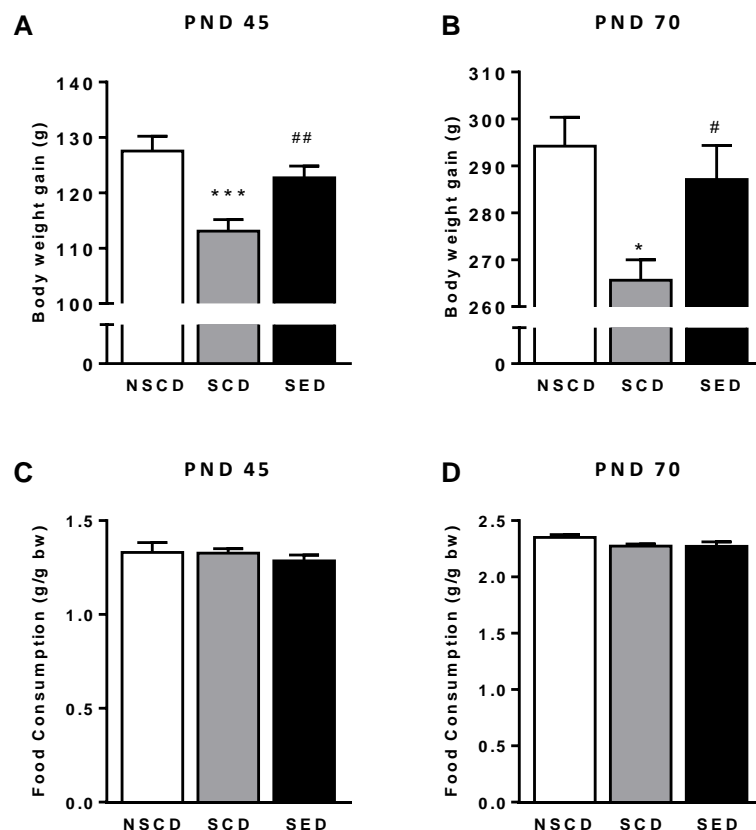 A
PND 45
Body weight gain (g)
140
130
120
110
100
0
***
##
NSCD SCD SED
B
PND 70
Body weight gain (g)
310
300
290
280
270
260
0
*
#
NSCD SCD SED
C
PND 45
Food Consumption (g/g bw)
1.5
1.0
0.5
0.0
NSCD SCD SED
D
PND 70
Food Consumption (g/g bw)
2.5
2.0
1.5
1.0
0.5
0.0
NSCD SCD SED